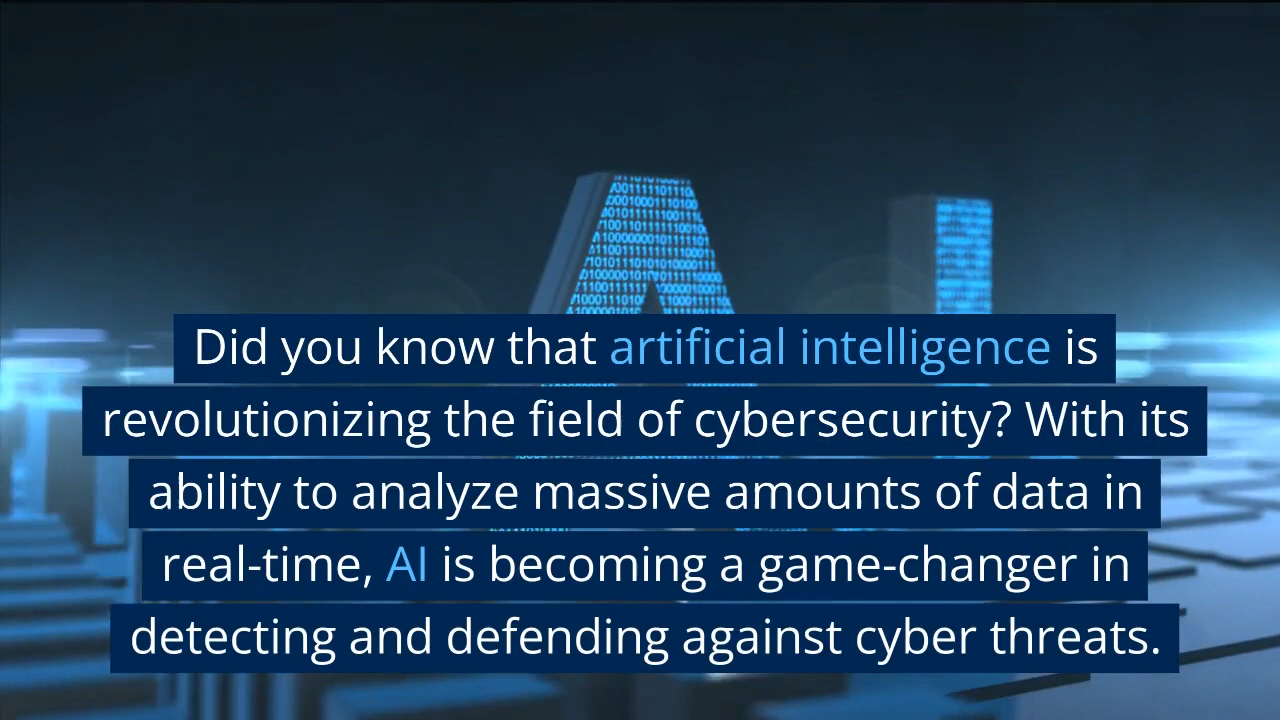 Did you know that artificial intelligence is
revolutionizing the field of cybersecurity? With its
ability to analyze massive amounts of data in
real-time, AI is becoming a game-changer in
detecting and defending against cyber threats.